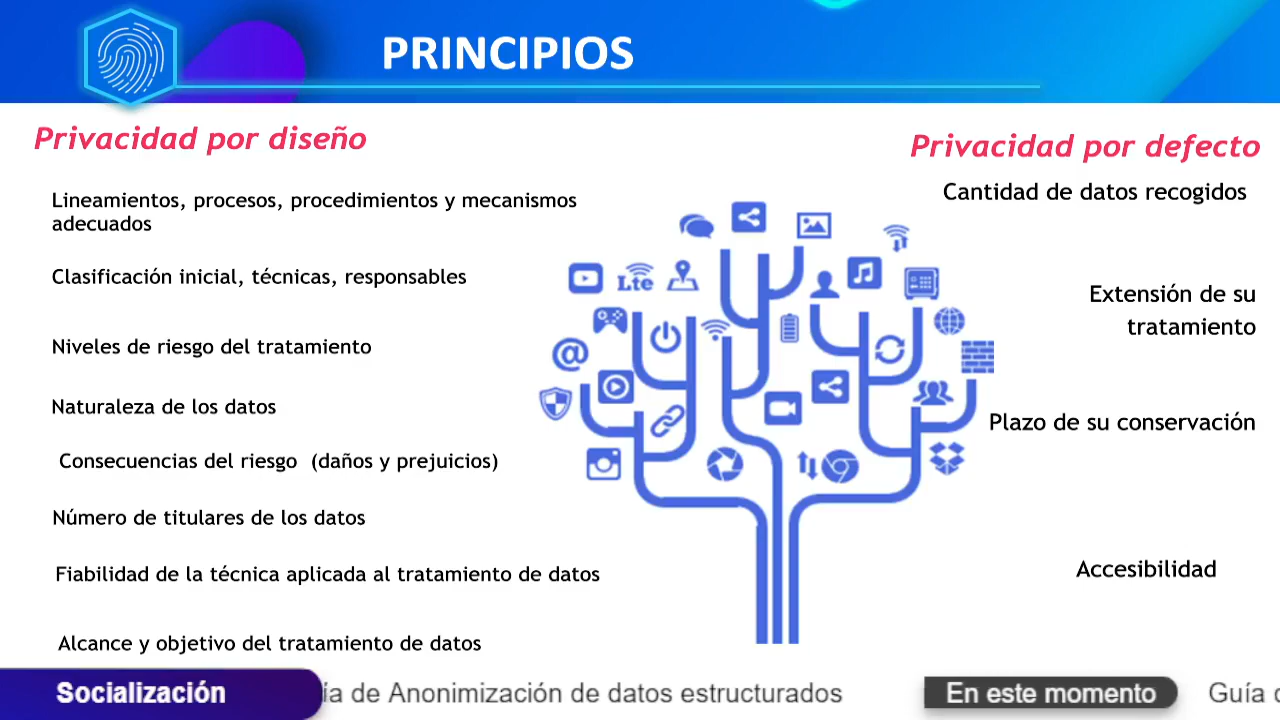 PRINCIPIOS
Privacidad por diseño
Lineamientos, procesos, procedimientos y mecanismos
adecuados
Clasificación inicial, técnicas, responsables
Niveles de riesgo del tratamiento
Naturaleza de los datos
Consecuencias del riesgo (daños y prejuicios)
Número de titulares de los datos
Fiabilidad de la técnica aplicada al tratamiento de datos
Alcance y objetivo del tratamiento de datos
Lte
@
Privacidad por defecto
Cantidad de datos recogidos
Extensión de su
tratamiento
Plazo de su conservación
Accesibilidad
Socialización
ía de Anonimización de datos estructurados
En este momento
Guía